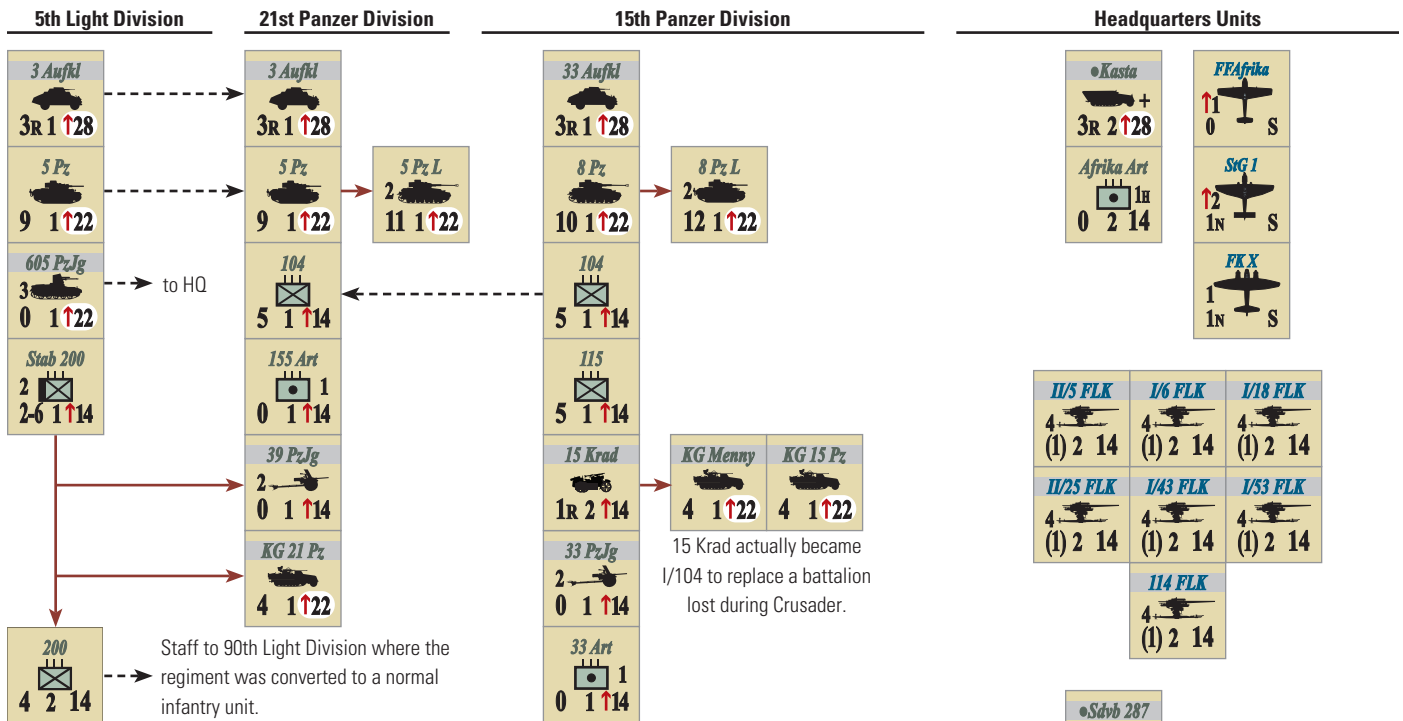 5th Light Division
3 Aufkl
3R 1 ↑28
5 Pz
9 1 ↑22
605 PzJg
3
0 1 ↑22
to HQ
Stab 200
2
2-6 1 ↑14
200
4 2 14
Staff to 90th Light Division where the
regiment was converted to a normal
infantry unit.
21st Panzer Division
3 Aufkl
3R 1 ↑28
5 Pz
9 1 ↑22
5 Pz L
2
11 1 ↑22
104
5 1 ↑14
155 Art
1
0 1 ↑14
39 PzJg
2
0 1 ↑14
KG 21 Pz
4 1 ↑22
15th Panzer Division
33 Aufkl
3R 1 ↑28
8 Pz
10 1 ↑22
8 Pz L
2
12 1 ↑22
104
5 1 ↑14
115
5 1 ↑14
15 Krad
1R 2 ↑14
KG Menny
4 1 ↑22
KG 15 Pz
4 1 ↑22
15 Krad actually became
I/104 to replace a battalion
lost during Crusader.
33 PzJg
2
0 1 ↑14
33 Art
1
0 1 ↑14
Headquarters Units
●Kasta
+
3R 2 ↑28
Afrika Art
1H
0 2 14
FFAfrika
↑1
0 S
StG 1
↑2
1N S
FK X
1
1N S
II/5 FLK
4
(1) 2 14
I/6 FLK
4
(1) 2 14
I/18 FLK
4
(1) 2 14
II/25 FLK
4
(1) 2 14
I/43 FLK
4
(1) 2 14
I/53 FLK
4
(1) 2 14
114 FLK
4
(1) 2 14
●Sdvb 287